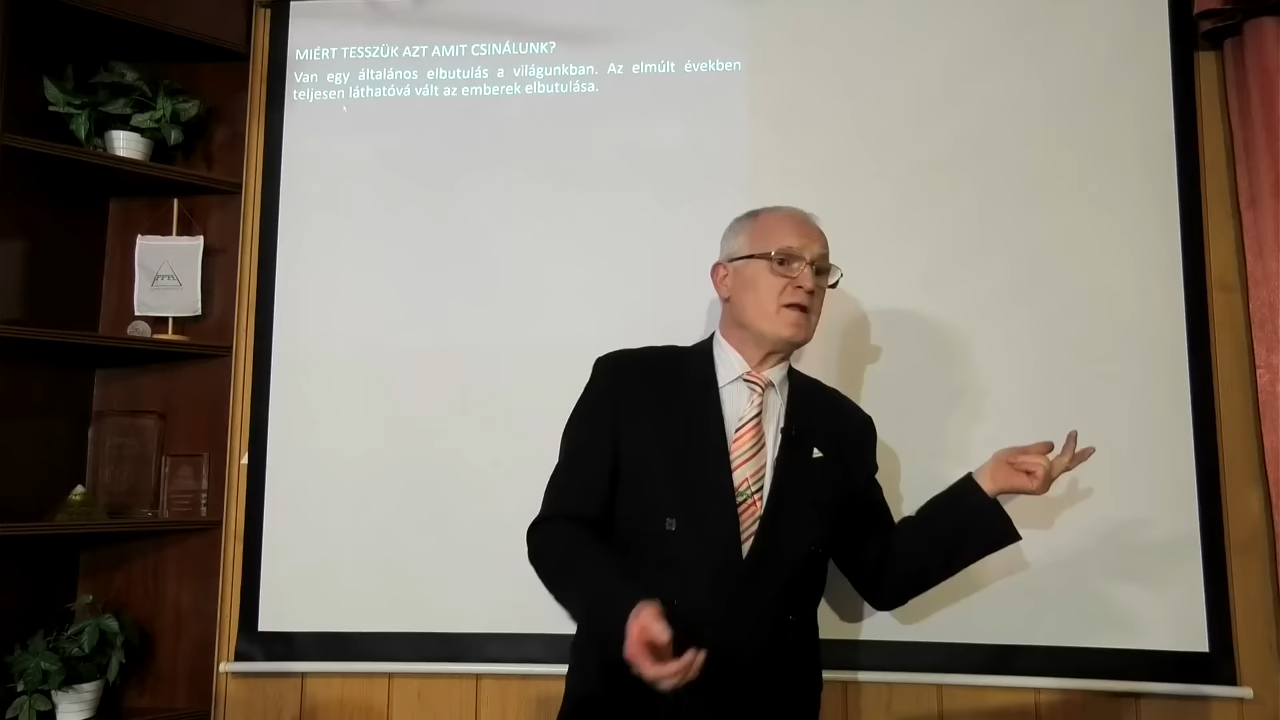 MIÉRT TESSZÜK AZT AMIT CSINÁLUNK?
Van egy általános elbutulás a világunkban. Az elmúlt években
teljesen láthatóvá vált az emberek elbutulása.